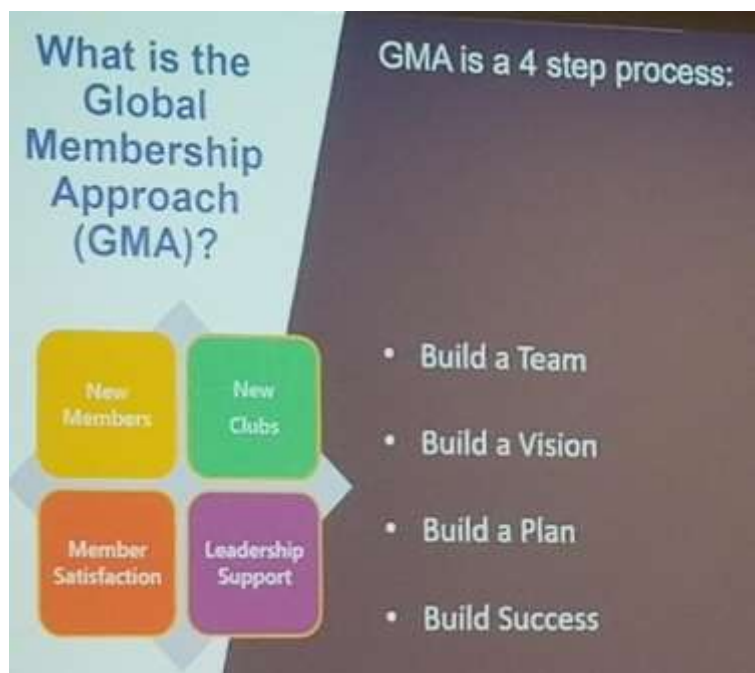 What is the
Global
Membership
Approach
(GMA)?
New
Members
New
Clubs
Member
Satisfaction
Leadership
Support
GMA is a 4 step process:
• Build a Team
• Build a Vision
• Build a Plan
• Build Success